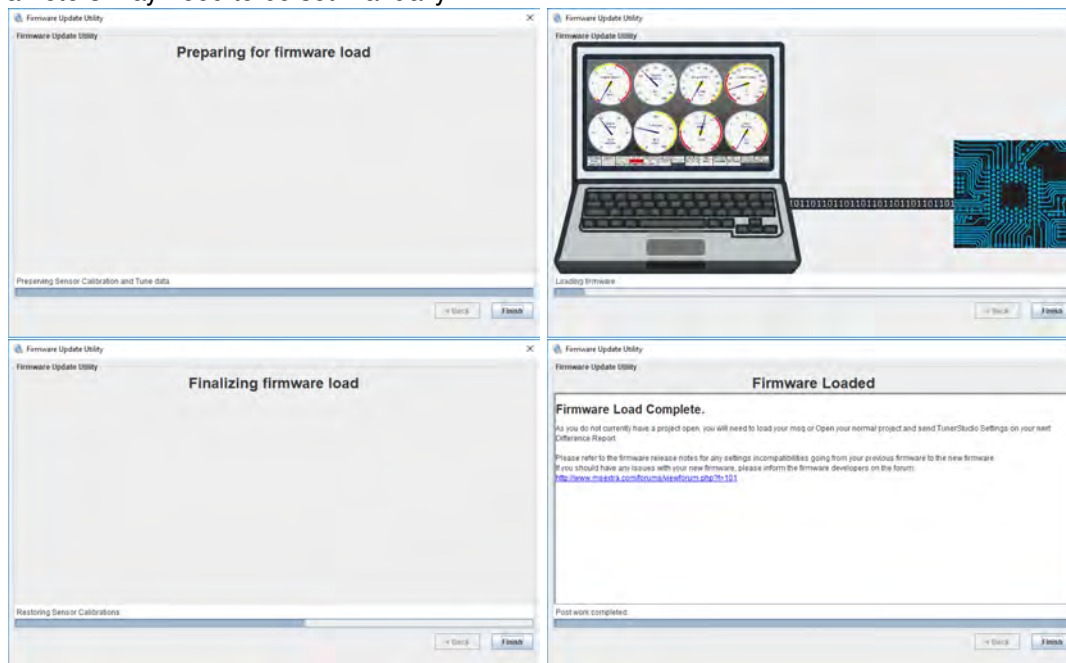 Firmware Update Utility
Firmware Update Utility
Preparing for firmware load
Preserving Sensor Calibration and Tune data
< Back Finish
Firmware Update Utility
Firmware Update Utility
Loading firmware
< Back Finish
Firmware Update Utility
Firmware Update Utility
Finalizing firmware load
Restoring Sensor Calibrations
< Back Finish
Firmware Update Utility
Firmware Update Utility
Firmware Loaded
Firmware Load Complete.
As you do not currently have a project open, you will need to load your msq or Open your normal project and send TunerStudio Settings on your next
Difference Report.
Please refer to the firmware release notes for any settings incompatibilities going from your previous firmware to the new firmware
If you should have any issues with your new firmware, please inform the firmware developers on the forum:
http://www.msextra.com/forums/viewforum.php?f=101
Post work completed.
< Back Finish